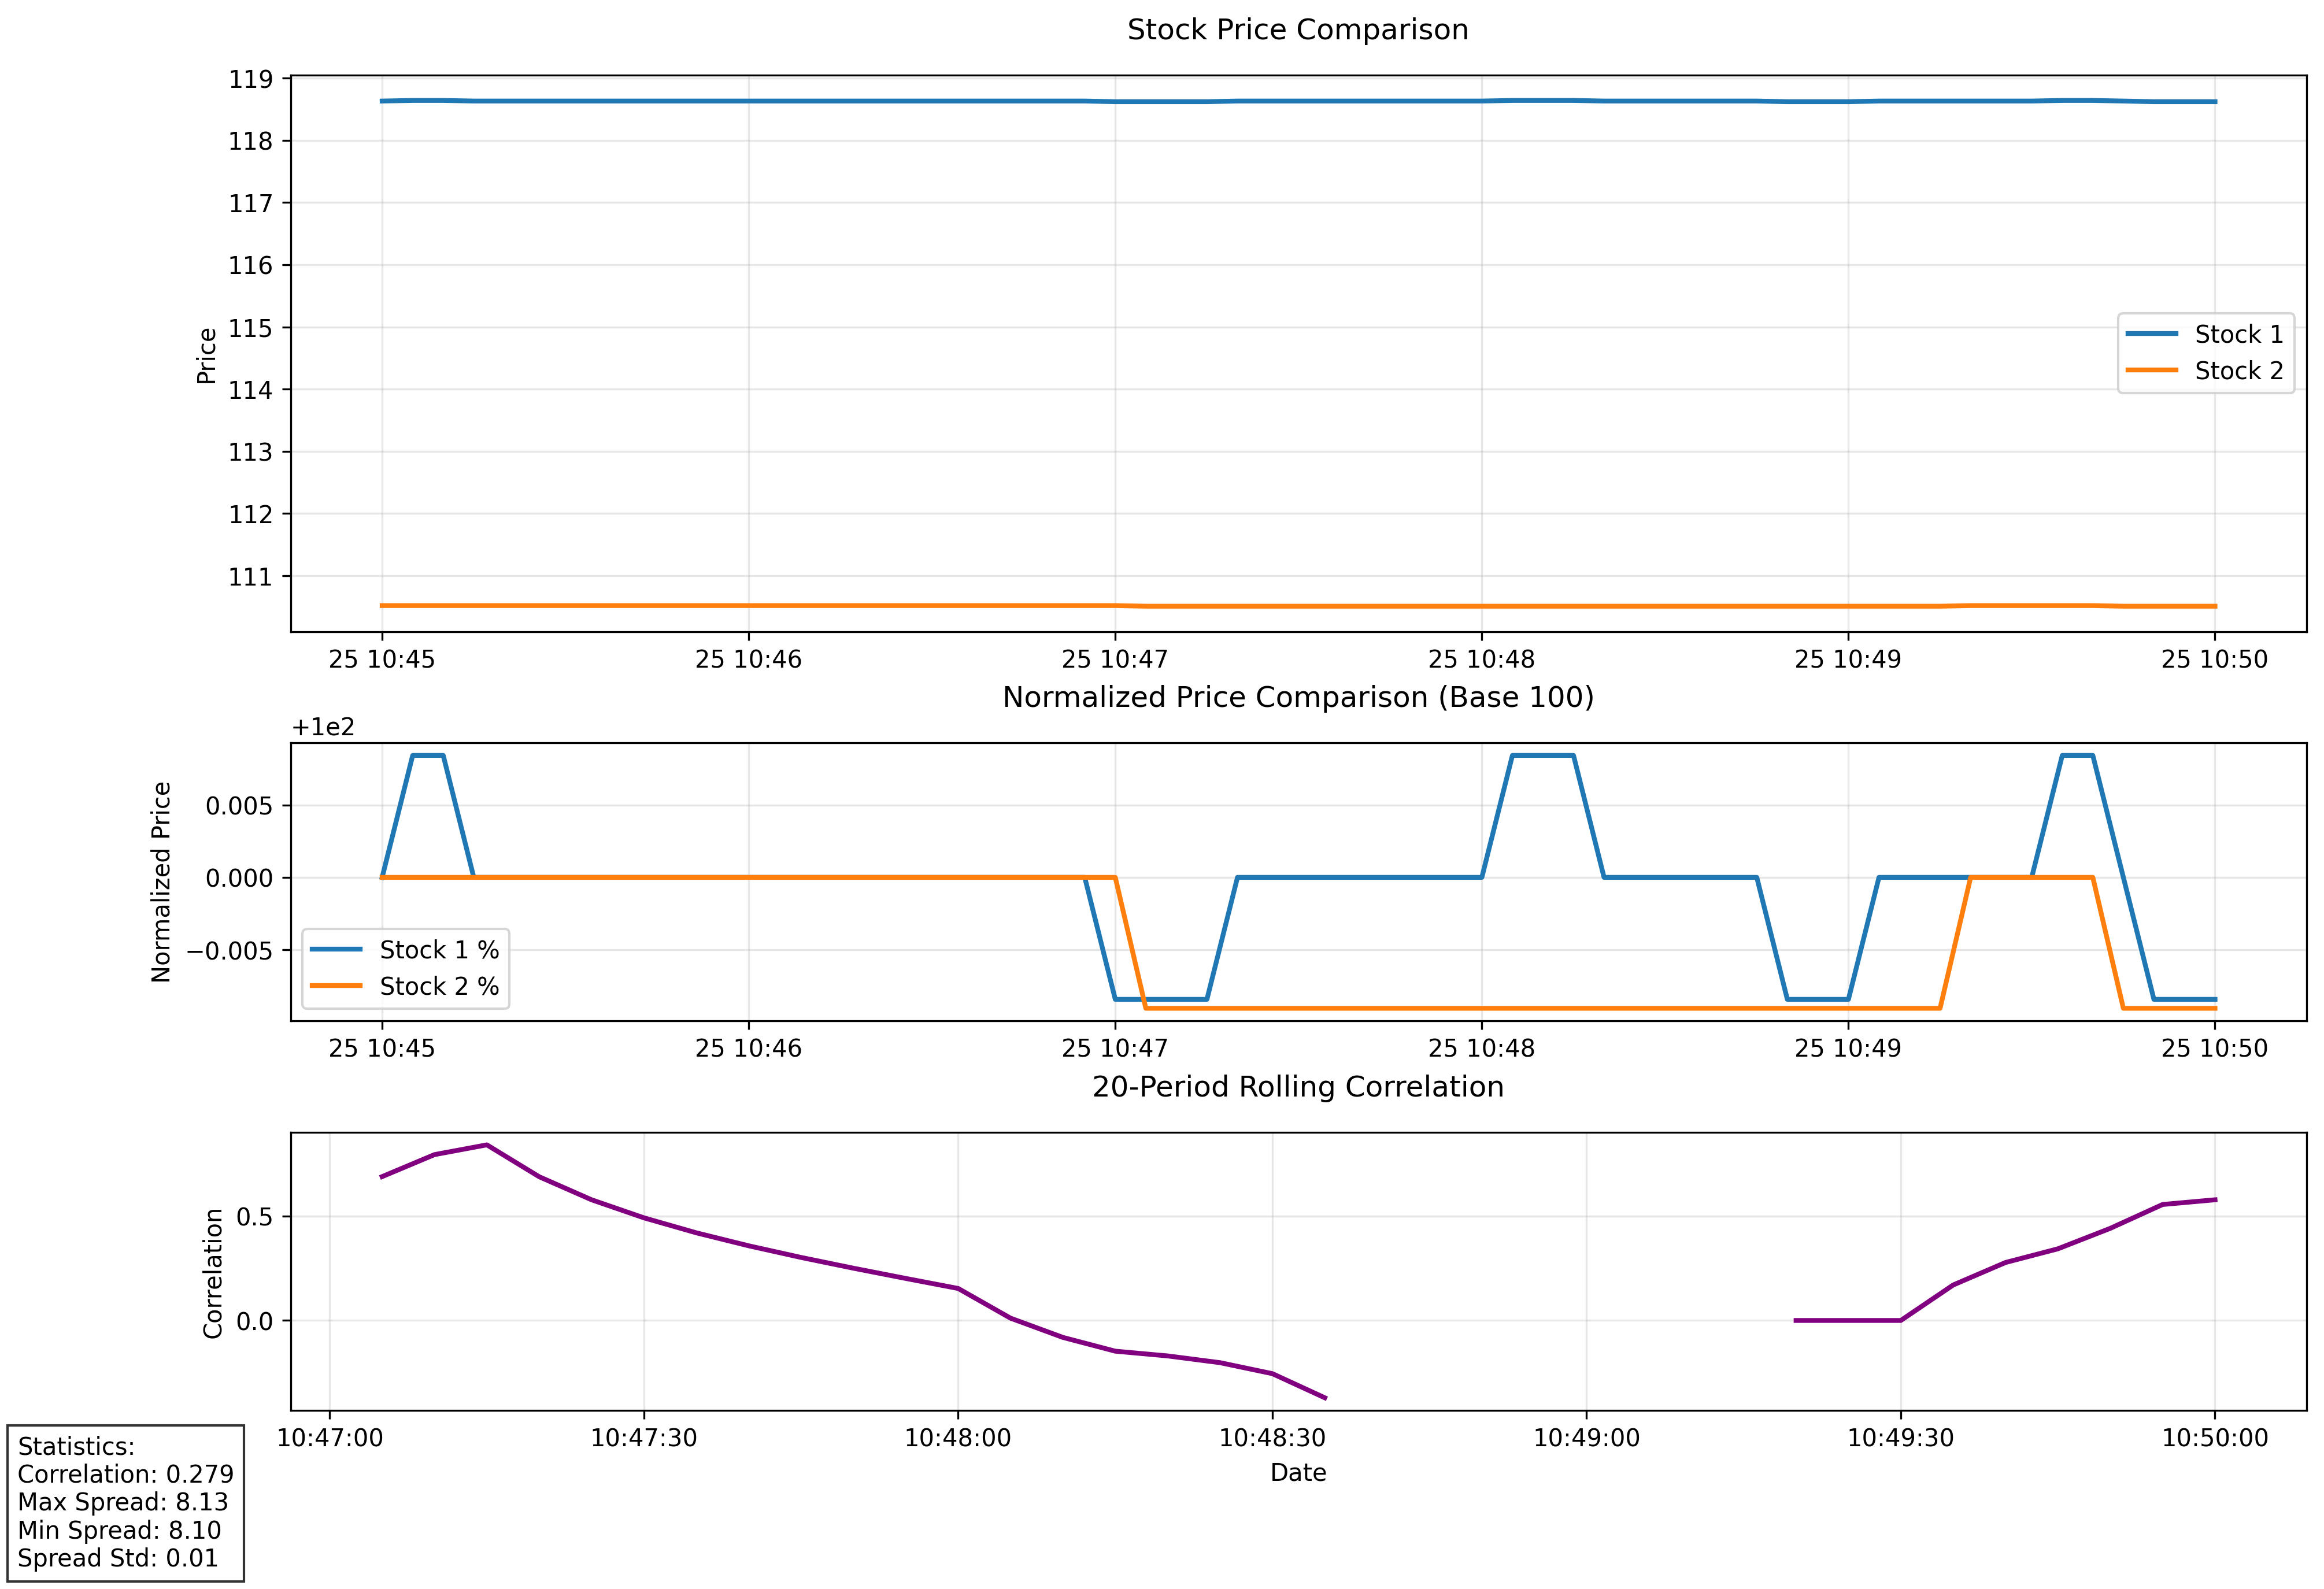 Stock Price Comparison
119
118
117
116
115
114
113
112
111
Price
Stock 1
Stock 2
25 10:45 25 10:46 25 10:47 25 10:48 25 10:49 25 10:50
Normalized Price Comparison (Base 100)
+1e2
0.005
0.000
−0.005
Normalized Price
Stock 1 %
Stock 2 %
25 10:45 25 10:46 25 10:47 25 10:48 25 10:49 25 10:50
20-Period Rolling Correlation
0.5
0.0
Correlation
10:47:00 10:47:30 10:48:00 10:48:30 10:49:00 10:49:30 10:50:00
Date
Statistics:
Correlation: 0.279
Max Spread: 8.13
Min Spread: 8.10
Spread Std: 0.01